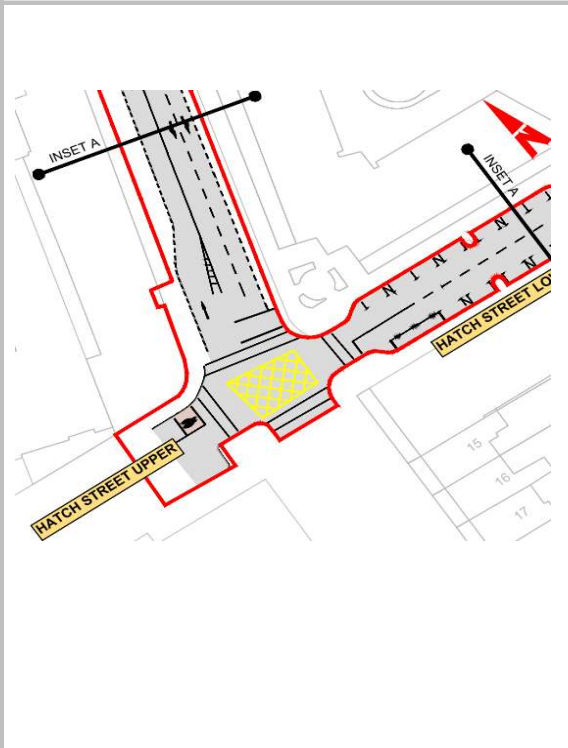 INSET A
N
INSET A
HATCH STREET LO
HATCH STREET UPPER
15
16
17